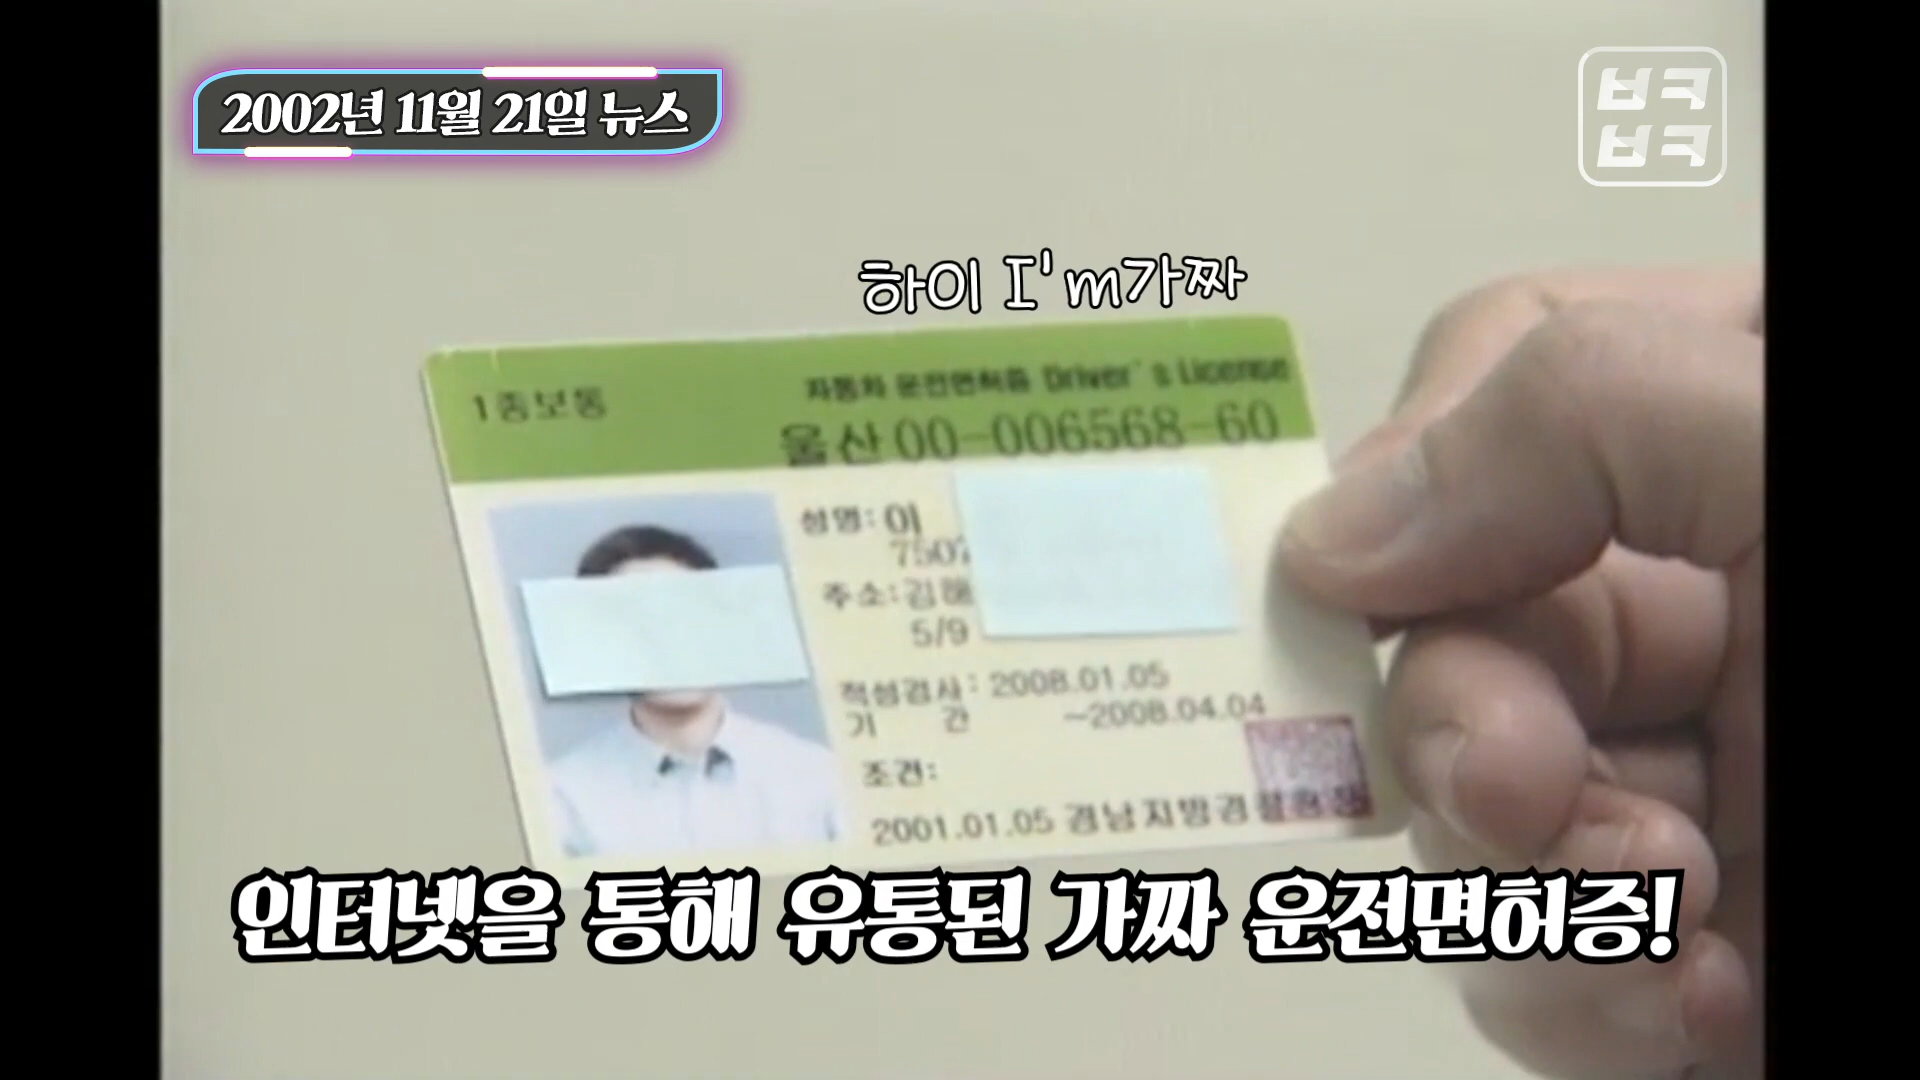 2002년 11월 21일 뉴스
ㅂㅋ
ㅂㅋ
하이 I'm가짜
1종보통
자동차 운전면허증 Driver's License
울산 00-006568-60
성명: 이
7507
주소: 김해
5/9
적성검사: 2008.01.05
기 간 ~2008.04.04
조건:
2001.01.05 경남지방경찰청장
인터넷을 통해 유통된 가짜 운전면허증!